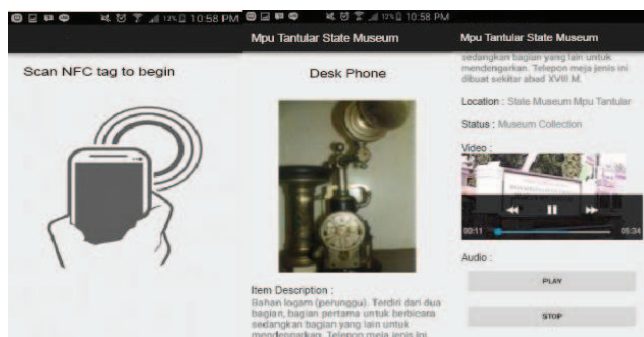 12% 10:58 PM
Scan NFC tag to begin
12% 10:58 PM
Mpu Tantular State Museum
Desk Phone
Item Description :
Bahan logam (perunggu). Terdiri dari dua
bagian, bagian pertama untuk berbicara
sedangkan bagian yang lain untuk
mendengarkan. Telepon meja jenis ini
Mpu Tantular State Museum
sedangkan bagian yang lain untuk
mendengarkan. Telepon meja jenis ini
dibuat sekitar abad XVIII M.
Location : State Museum Mpu Tantular
Status : Museum Collection
Video :
00:11
05:34
Audio :
PLAY
STOP